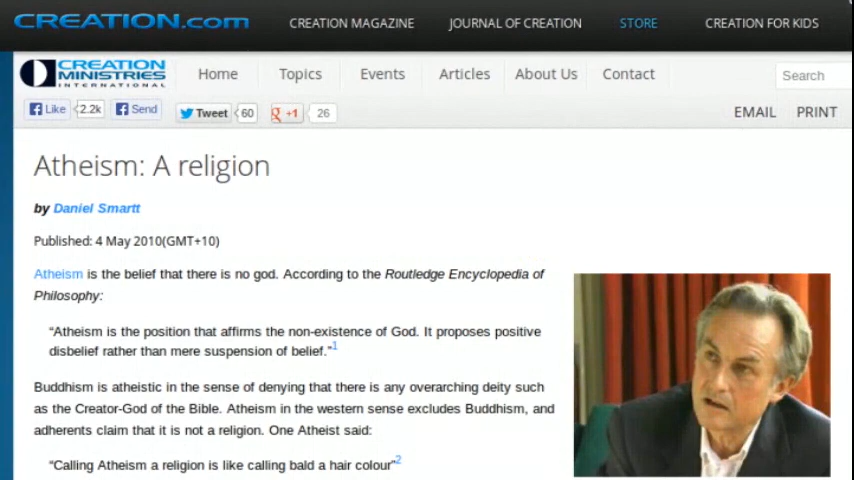 CREATION.com CREATION MAGAZINE JOURNAL OF CREATION STORE CREATION FOR KIDS
CREATION
MINISTRIES
INTERNATIONAL
Home Topics Events Articles About Us Contact Search
Like 2.2k Send Tweet 60 +1 26 EMAIL PRINT
Atheism: A religion
by Daniel Smartt
Published: 4 May 2010(GMT+10)
Atheism is the belief that there is no god. According to the Routledge Encyclopedia of
Philosophy:
“Atheism is the position that affirms the non-existence of God. It proposes positive
disbelief rather than mere suspension of belief.”1
Buddhism is atheistic in the sense of denying that there is any overarching deity such
as the Creator-God of the Bible. Atheism in the western sense excludes Buddhism, and
adherents claim that it is not a religion. One Atheist said:
“Calling Atheism a religion is like calling bald a hair colour”2